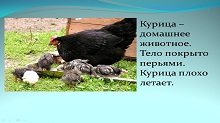 Курица –
домашнее
животное.
Тело покрыто
перьями.
Курица плохо
летает.